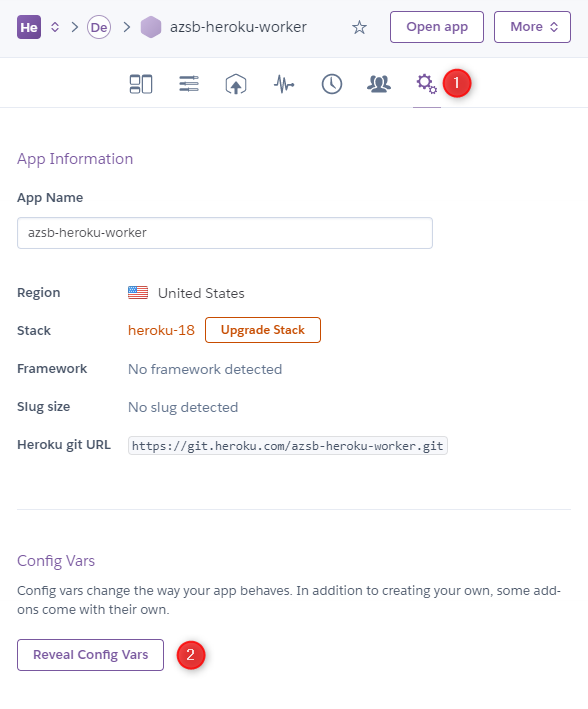 He De azsb-heroku-worker Open app More
1
App Information
App Name
azsb-heroku-worker
Region United States
Stack heroku-18 Upgrade Stack
Framework No framework detected
Slug size No slug detected
Heroku git URL https://git.heroku.com/azsb-heroku-worker.git
Config Vars
Config vars change the way your app behaves. In addition to creating your own, some add-
ons come with their own.
Reveal Config Vars 2